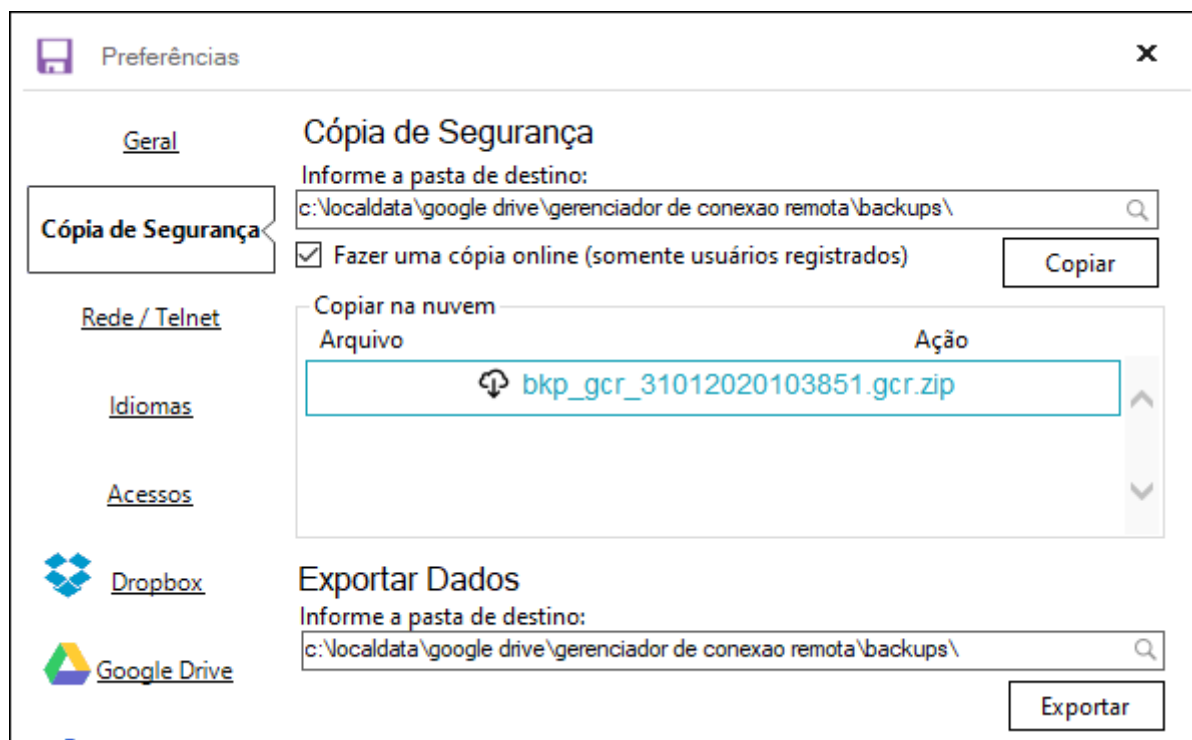 Preferências
Geral
Cópia de Segurança
Rede / Telnet
Idiomas
Acessos
Dropbox
Google Drive
Cópia de Segurança
Informe a pasta de destino:
c:\localdata\google drive\gerenciador de conexao remota\backups\
Fazer uma cópia online (somente usuários registrados)
Copiar
Copiar na nuvem
Arquivo Ação
bkp_gcr_31012020103851.gcr.zip
Exportar Dados
Informe a pasta de destino:
c:\localdata\google drive\gerenciador de conexao remota\backups\
Exportar